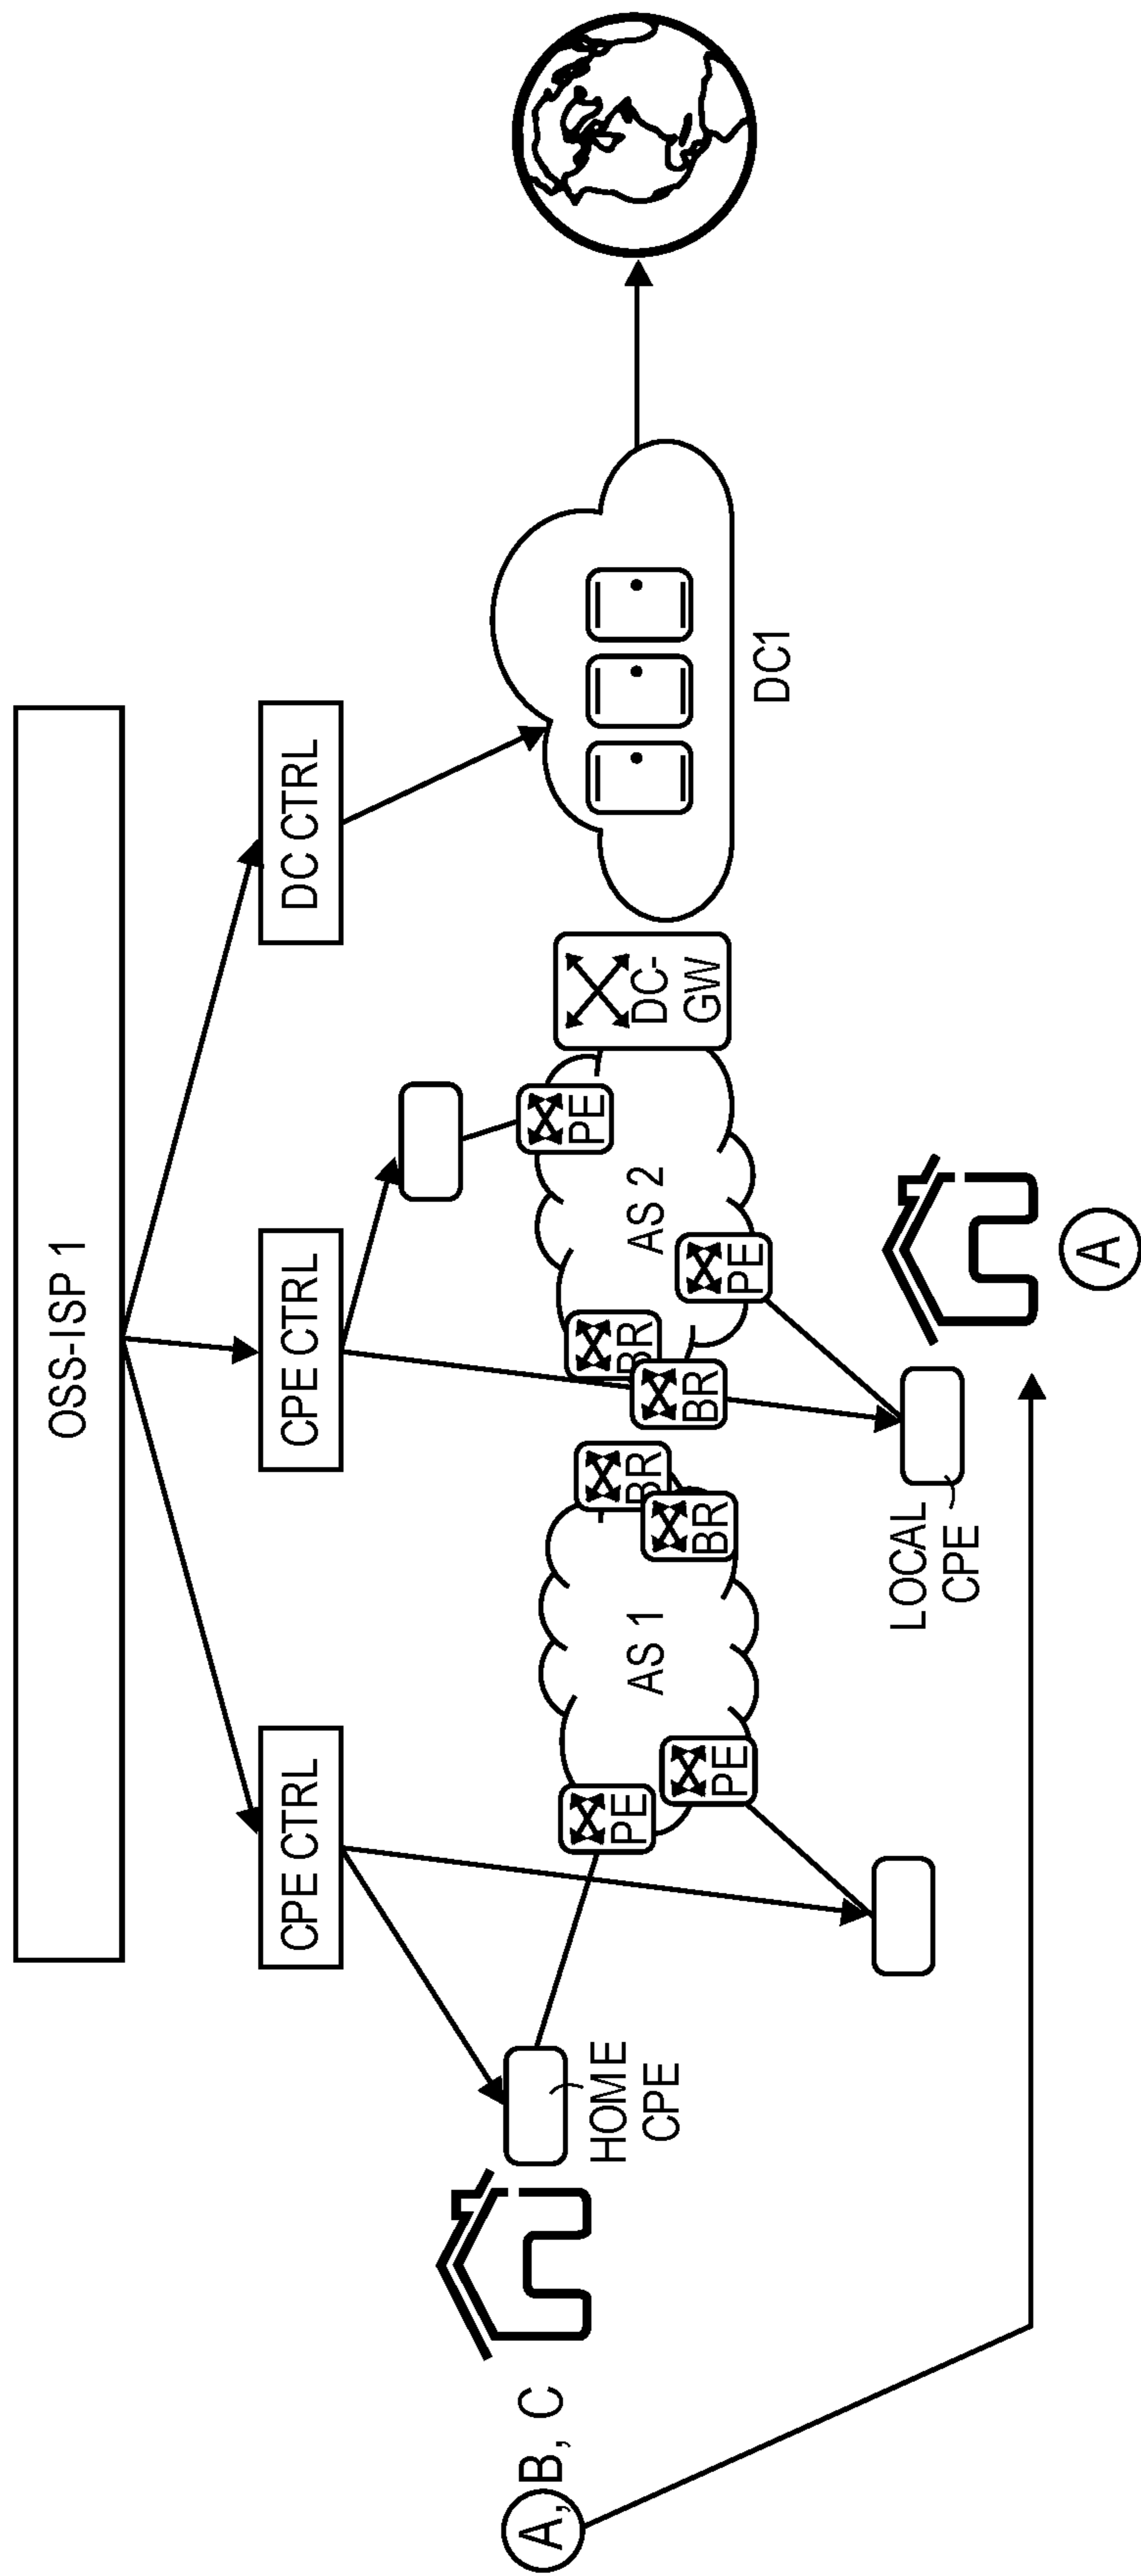 OSS-ISP 1
CPE CTRL
CPE CTRL
DC CTRL
A, B, C
HOME
CPE
PE
PE
AS 1
BR
BR
BR
BR
AS 2
PE
PE
DC-
GW
DC1
LOCAL
CPE
A